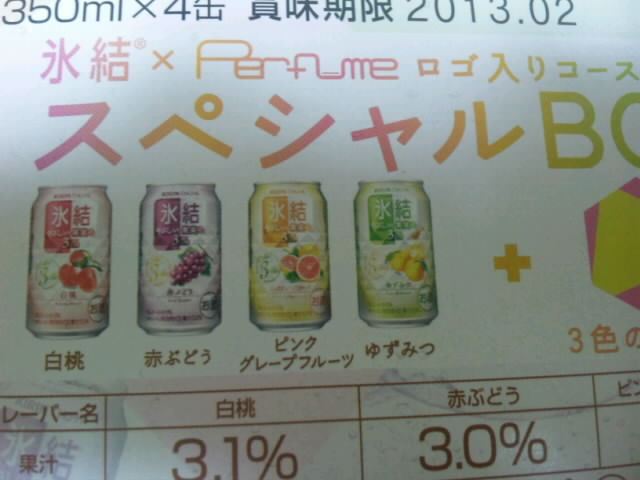 350ml×4缶 賞味期限 2013.02
氷結® × Perfume ロゴ入りコース
スペシャルBO
氷結
氷結
氷結
氷結
白桃
赤ぶどう
ピンク
グレープフルーツ
ゆずみつ
+
3色の
レーバー名
白桃
赤ぶどう
ピン
果汁
3.1%
3.0%